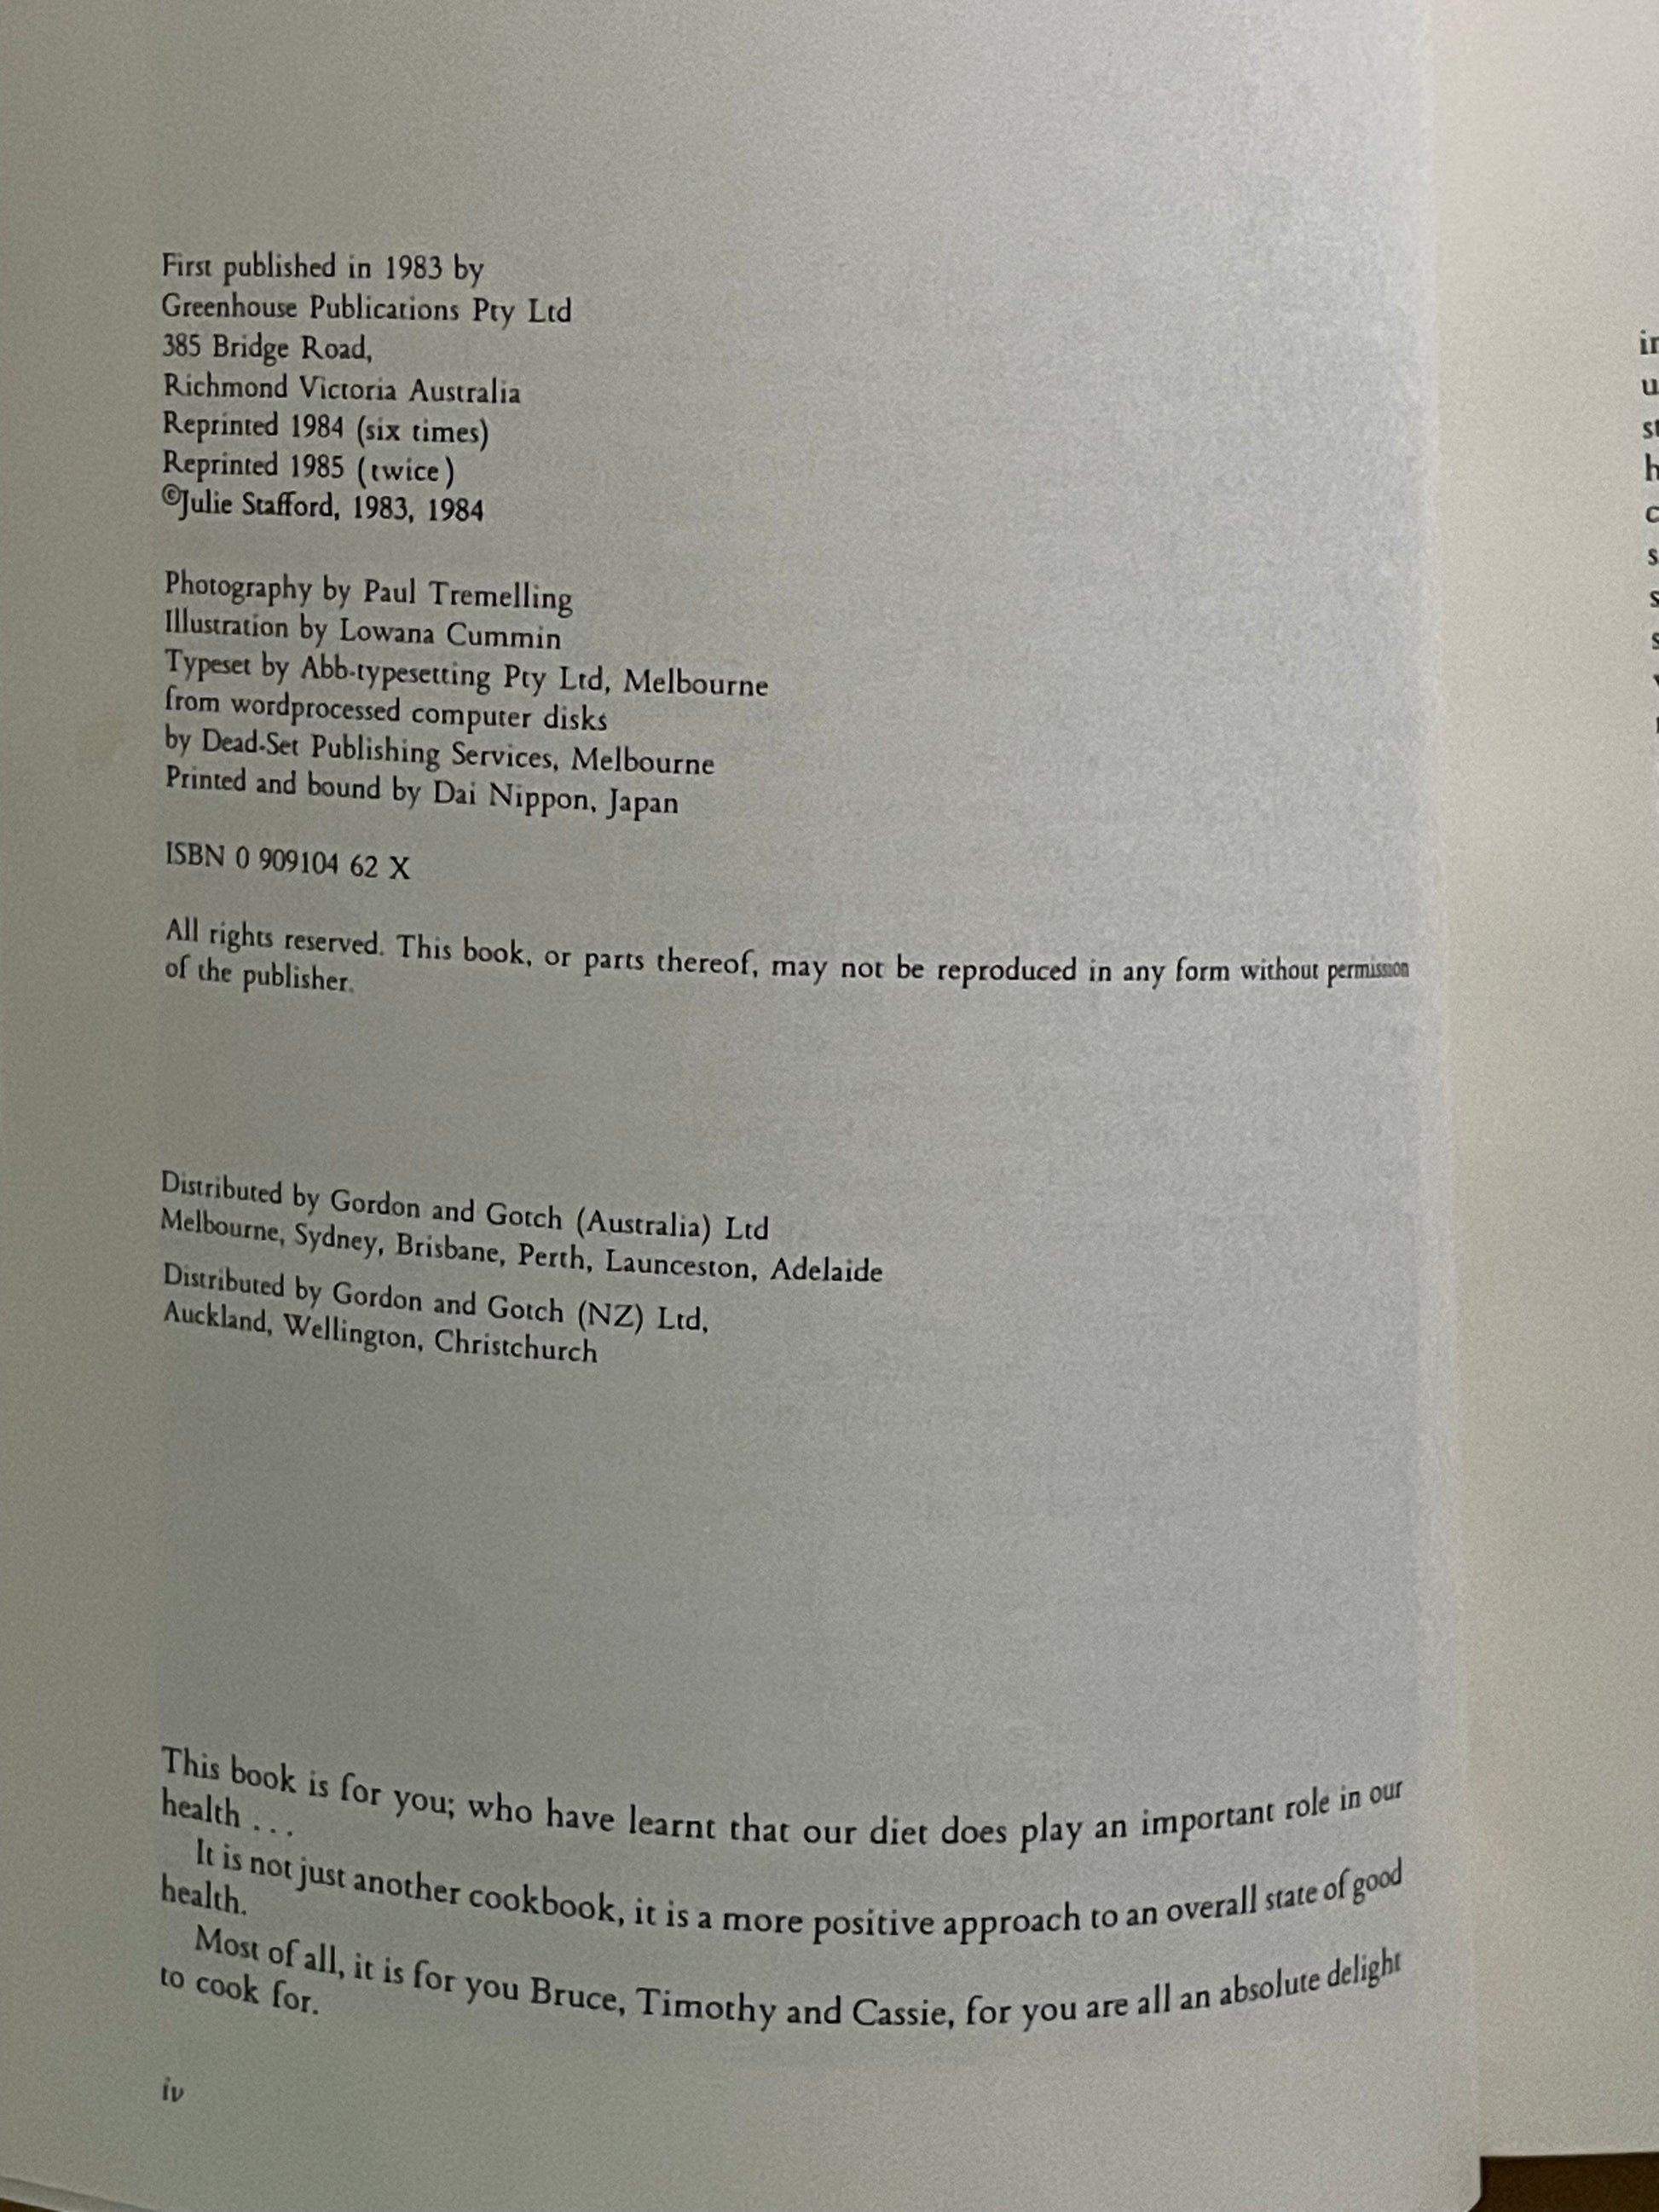 First published in 1983 by
Greenhouse Publications Pty Ltd
385 Bridge Road,
Richmond Victoria Australia
Reprinted 1984 (six times)
Reprinted 1985 (twice)
©Julie Stafford, 1983, 1984
Photography by Paul Tremelling
Illustration by Lowana Cummin
Typeset by Abb-typesetting Pty Ltd, Melbourne
from wordprocessed computer disks
by Dead-Set Publishing Services, Melbourne
Printed and bound by Dai Nippon, Japan
ISBN 0 909104 62 X
All rights reserved. This book, or parts thereof, may not be reproduced in any form without permission
of the publisher.
Distributed by Gordon and Gotch (Australia) Ltd
Melbourne, Sydney, Brisbane, Perth, Launceston, Adelaide
Distributed by Gordon and Gotch (NZ) Ltd,
Auckland, Wellington, Christchurch
This book is for you; who have learnt that our diet does play an important role in our
health . . .
It is not just another cookbook, it is a more positive approach to an overall state of good
health.
Most of all, it is for you Bruce, Timothy and Cassie, for you are all an absolute delight
to cook for.
iv